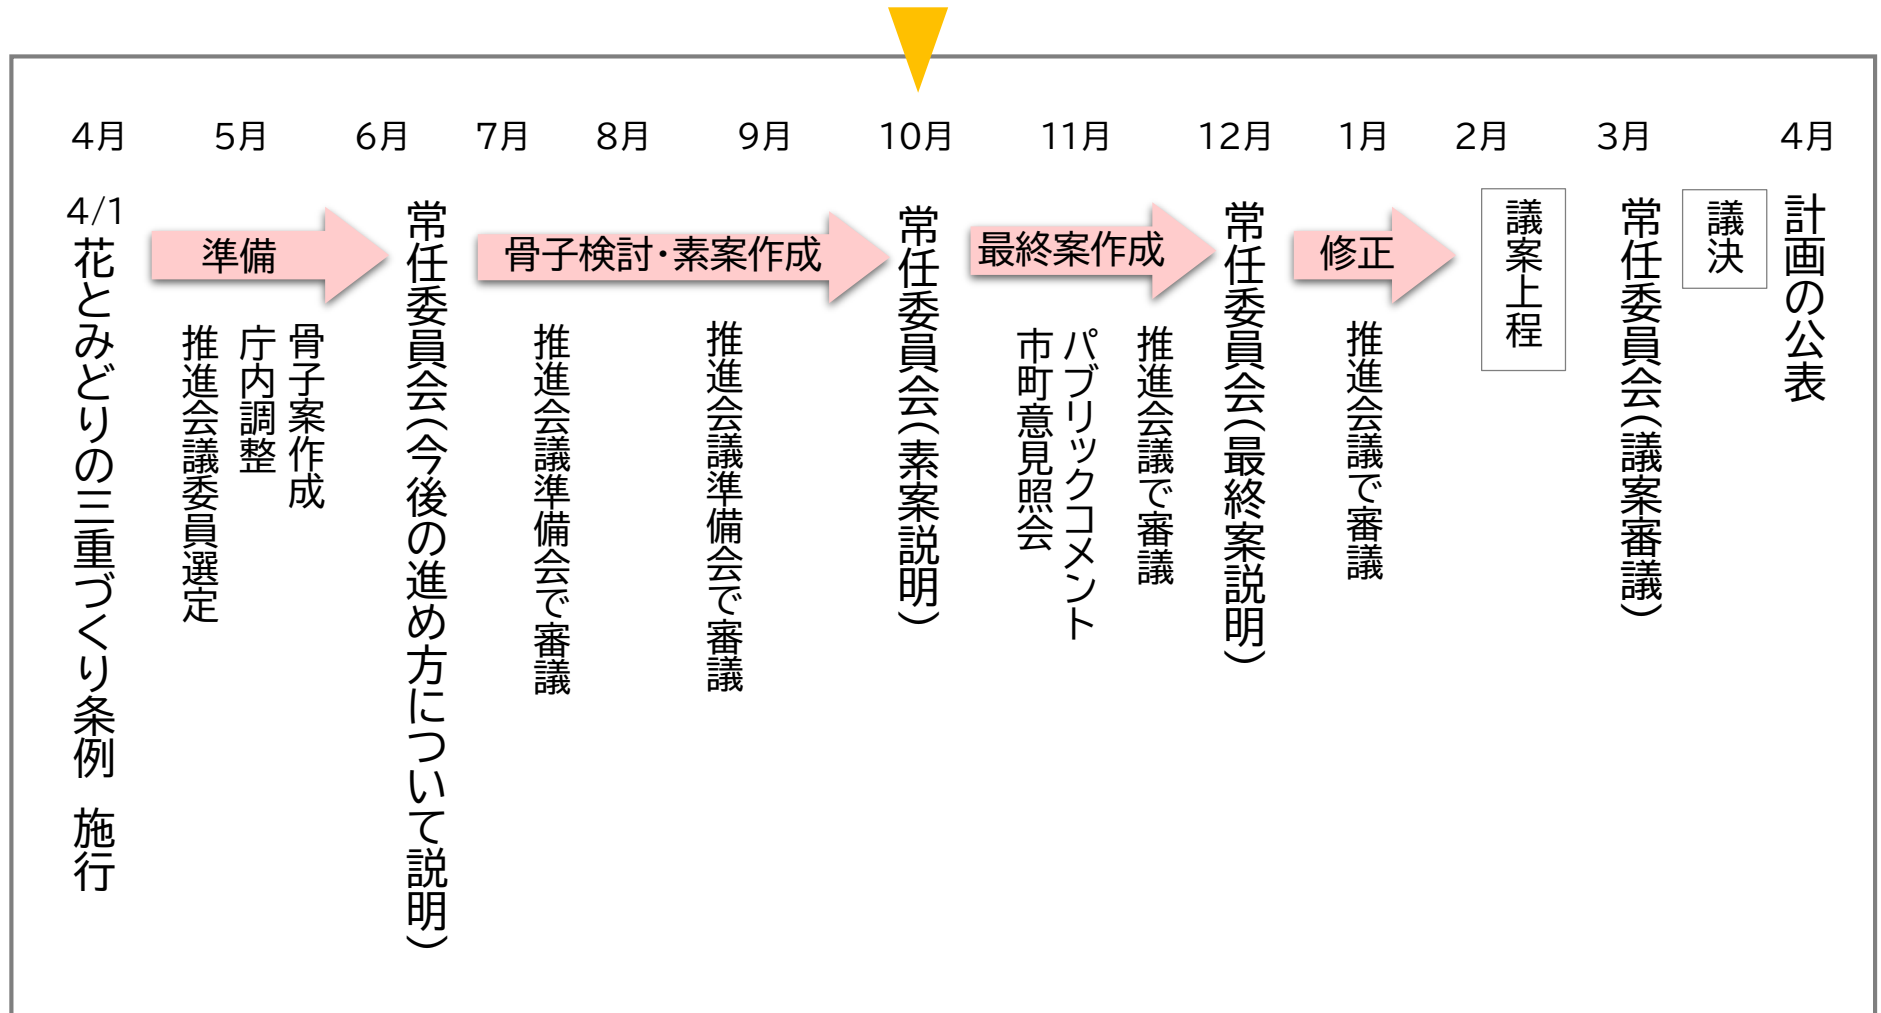 4月
5月
6月
7月
8月
9月
10月
11月
12月
1月
2月
3月
4月
4/1
花とみどりの三重づくり条例 施行
準備
推進会議委員選定
庁内調整
骨子案作成
常任委員会(今後の進め方について説明)
骨子検討・素案作成
推進会議準備会で審議
推進会議準備会で審議
常任委員会(素案説明)
最終案作成
市町意見照会
パブリックコメント
推進会議で審議
常任委員会(最終案説明)
修正
推進会議で審議
議案上程
常任委員会(議案審議)
議決
計画の公表